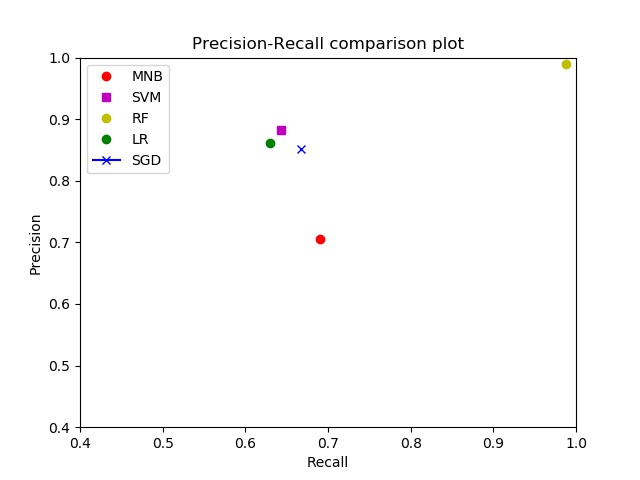 Precision-Recall comparison plot
1.0
0.9
0.8
0.7
0.6
0.5
0.4
Precision
MNB
SVM
RF
LR
SGD
0.4 0.5 0.6 0.7 0.8 0.9 1.0
Recall